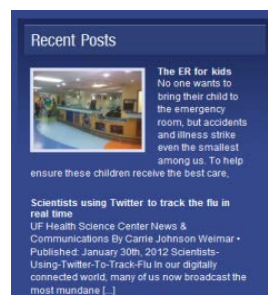 Recent Posts
The ER for kids
No one wants to
bring their child to
the emergency
room, but accidents
and illness strike
even the smallest
among us. To help
ensure these children receive the best care,
Scientists using Twitter to track the flu in
real time
UF Health Science Center News &
Communications By Carrie Johnson Weimar •
Published: January 30th, 2012 Scientists-
Using-Twitter-To-Track-Flu In our digitally
connected world, many of us now broadcast the
most mundane [...]